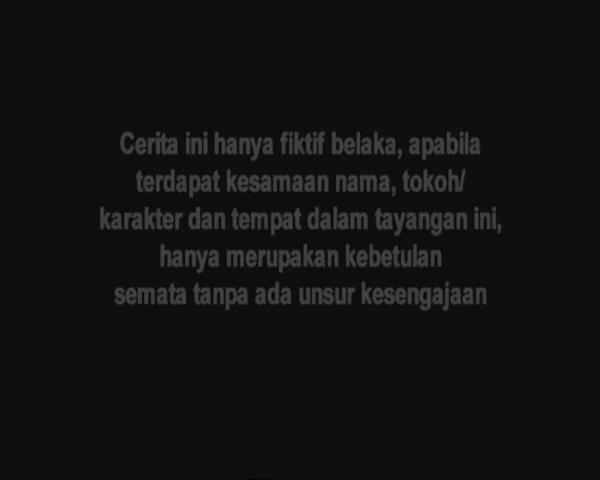 Cerita ini hanya fiktif belaka, apabila
terdapat kesamaan nama, tokoh/
karakter dan tempat dalam tayangan ini,
hanya merupakan kebetulan
semata tanpa ada unsur kesengajaan